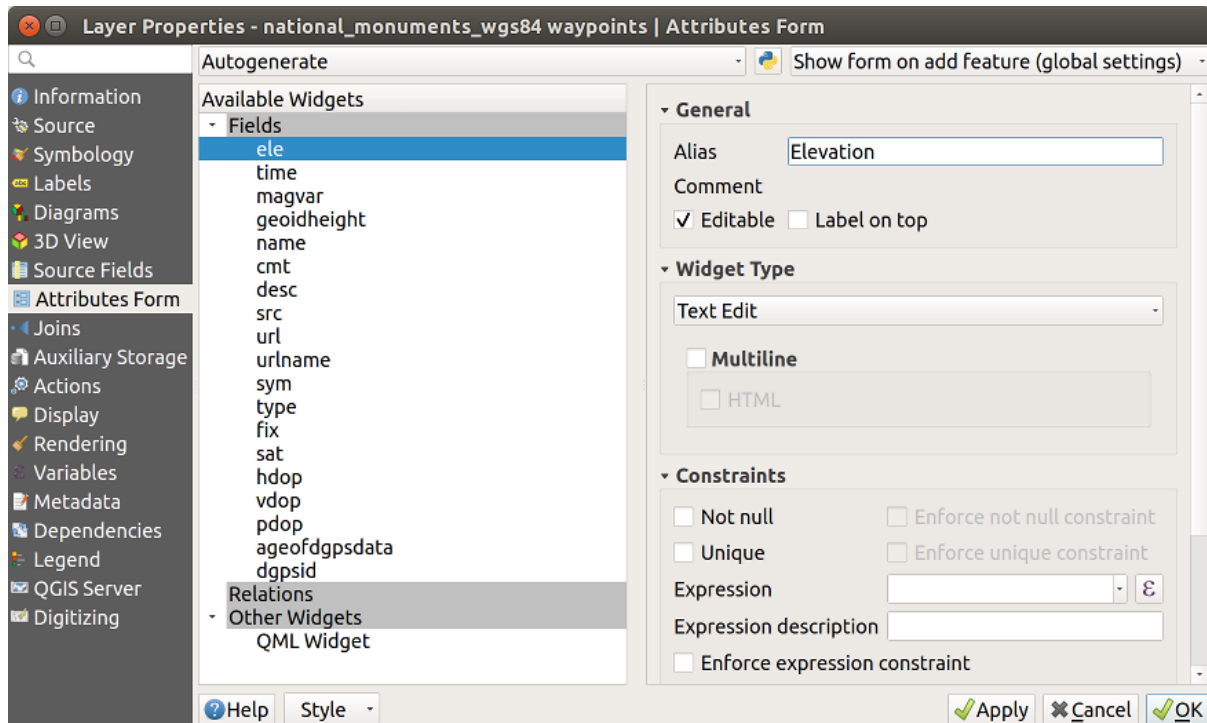 Layer Properties - national_monuments_wgs84 waypoints | Attributes Form
Autogenerate
Show form on add feature (global settings)
Information
Source
Symbology
abc
Labels
Diagrams
3D View
Source Fields
Attributes Form
Joins
Auxiliary Storage
Actions
Display
Rendering
ε Variables
Metadata
Dependencies
Legend
QGIS Server
Digitizing
Available Widgets
Fields
ele
time
magvar
geoidheight
name
cmt
desc
src
url
urlname
sym
type
fix
sat
hdop
vdop
pdop
ageofdgpsdata
dgpsid
Relations
Other Widgets
QML Widget
General
Alias Elevation
Comment
Editable Label on top
Widget Type
Text Edit
Multiline
HTML
Constraints
Not null Enforce not null constraint
Unique Enforce unique constraint
Expression ε
Expression description
Enforce expression constraint
? Help Style Apply Cancel OK